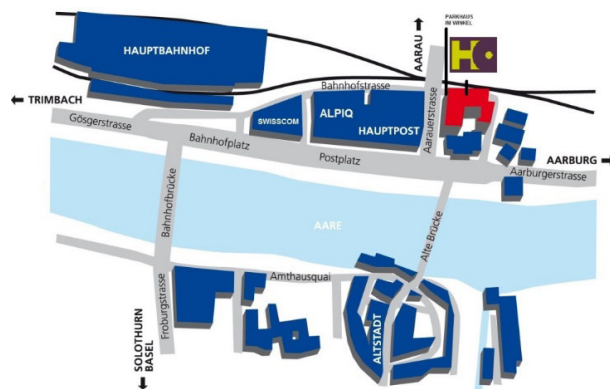 PARKHAUS
IM WINKEL
AARAU
HAUPTBAHNHOF
TRIMBACH
Gösgerstrasse
Bahnhofstrasse
Aarauerstrasse
SWISSCOM
ALPIQ
HAUPTPOST
Bahnhofplatz
Postplatz
AARBURG
Aarburgerstrasse
Bahnhofbrücke
AARE
Alte Brücke
Amthausquai
Froburgstrasse
ALTSTADT
SOLOTHURN
BASEL